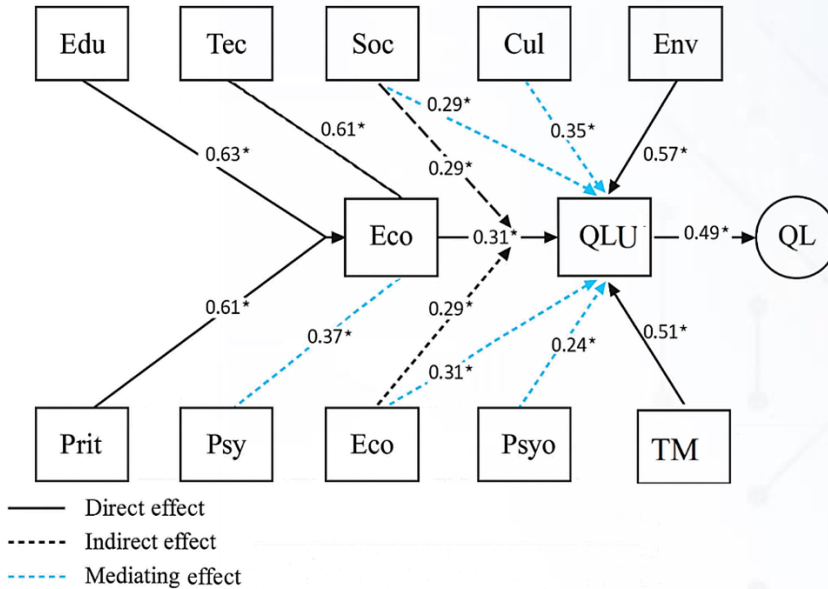 Edu
Tec
Soc
Cul
Env
0.29*
0.35*
0.61*
0.63*
0.29*
0.57*
Eco
0.31*
QLU
0.49*
QL
0.61*
0.37*
0.29*
0.31*
0.24*
0.51*
Prit
Psy
Eco
Psyo
TM
Direct effect
Indirect effect
Mediating effect